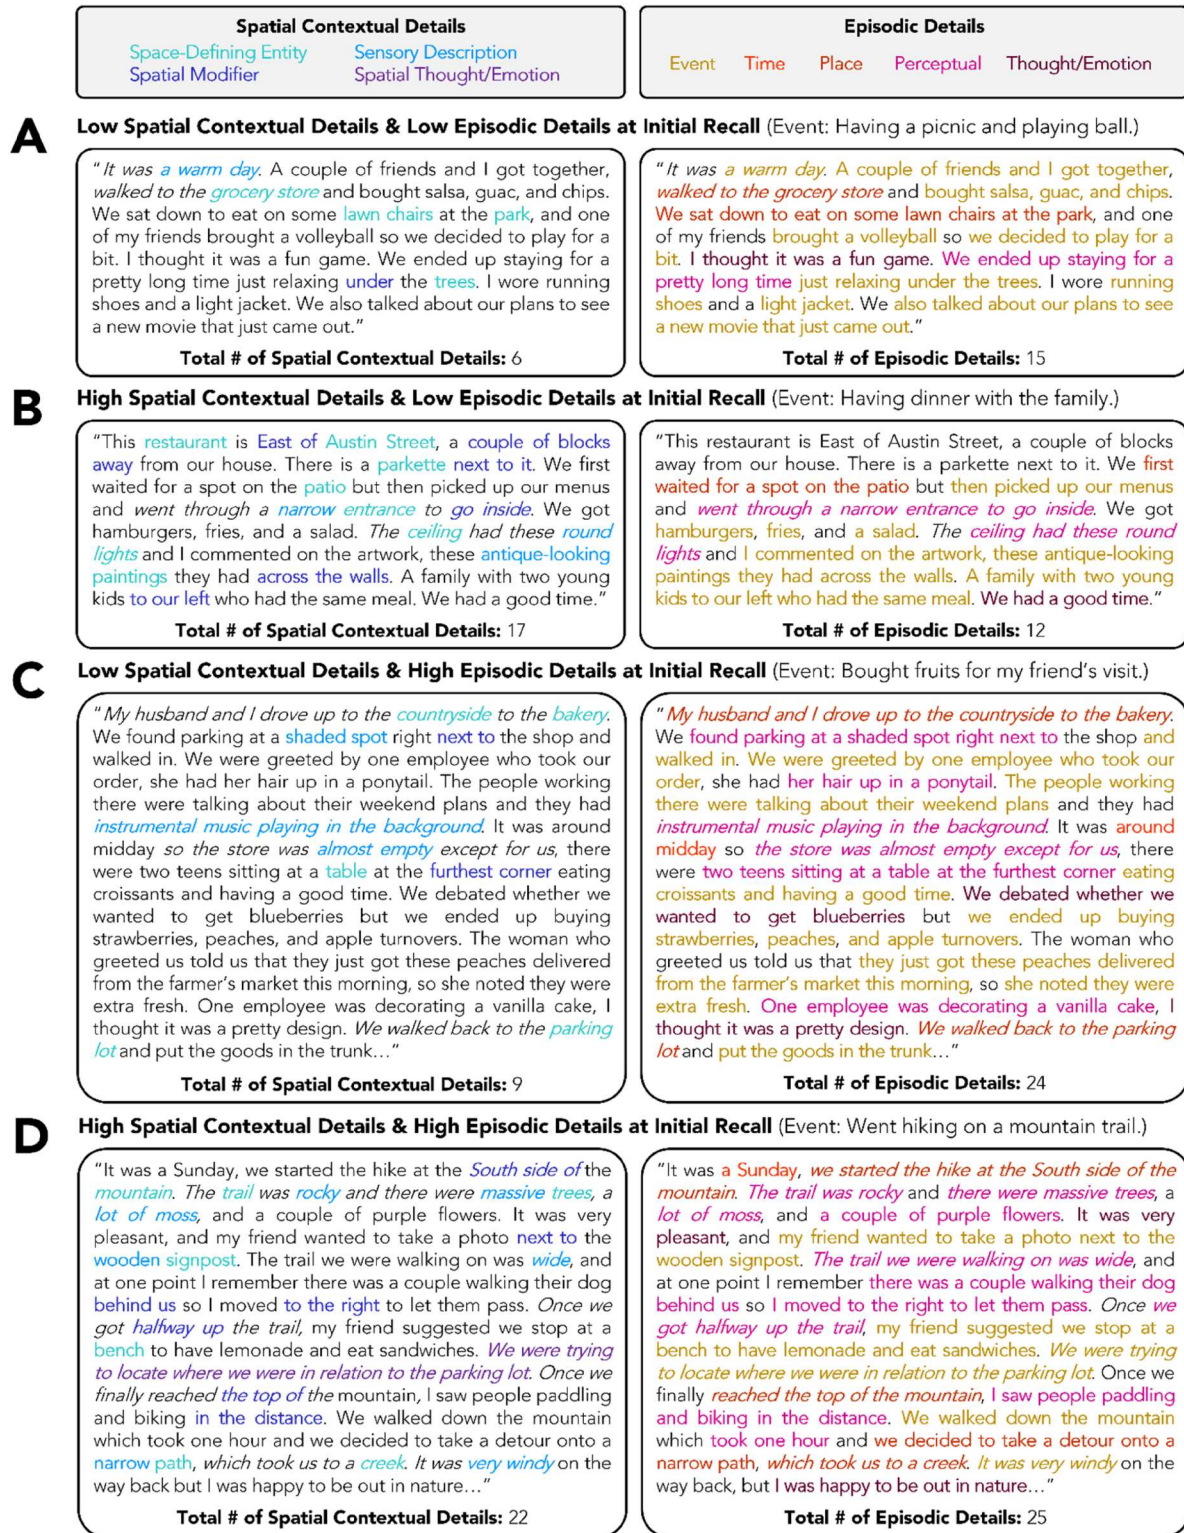 Spatial Contextual Details
Space-Defining Entity Sensory Description
Spatial Modifier Spatial Thought/Emotion
Episodic Details
Event Time Place Perceptual Thought/Emotion
A
Low Spatial Contextual Details & Low Episodic Details at Initial Recall (Event: Having a picnic and playing ball.)
"It was a warm day. A couple of friends and I got together,
walked to the grocery store and bought salsa, guac, and chips.
We sat down to eat on some lawn chairs at the park, and one
of my friends brought a volleyball so we decided to play for a
bit. I thought it was a fun game. We ended up staying for a
pretty long time just relaxing under the trees. I wore running
shoes and a light jacket. We also talked about our plans to see
a new movie that just came out."
Total # of Spatial Contextual Details: 6
"It was a warm day. A couple of friends and I got together,
walked to the grocery store and bought salsa, guac, and chips.
We sat down to eat on some lawn chairs at the park, and one
of my friends brought a volleyball so we decided to play for a
bit. I thought it was a fun game. We ended up staying for a
pretty long time just relaxing under the trees. I wore running
shoes and a light jacket. We also talked about our plans to see
a new movie that just came out."
Total # of Episodic Details: 15
B
High Spatial Contextual Details & Low Episodic Details at Initial Recall (Event: Having dinner with the family.)
"This restaurant is East of Austin Street, a couple of blocks
away from our house. There is a parkette next to it. We first
waited for a spot on the patio but then picked up our menus
and went through a narrow entrance to go inside. We got
hamburgers, fries, and a salad. The ceiling had these round
lights and I commented on the artwork, these antique-looking
paintings they had across the walls. A family with two young
kids to our left who had the same meal. We had a good time."
Total # of Spatial Contextual Details: 17
"This restaurant is East of Austin Street, a couple of blocks
away from our house. There is a parkette next to it. We first
waited for a spot on the patio but then picked up our menus
and went through a narrow entrance to go inside. We got
hamburgers, fries, and a salad. The ceiling had these round
lights and I commented on the artwork, these antique-looking
paintings they had across the walls. A family with two young
kids to our left who had the same meal. We had a good time."
Total # of Episodic Details: 12
C
Low Spatial Contextual Details & High Episodic Details at Initial Recall (Event: Bought fruits for my friend's visit.)
"My husband and I drove up to the countryside to the bakery.
We found parking at a shaded spot right next to the shop and
walked in. We were greeted by one employee who took our
order, she had her hair up in a ponytail. The people working
there were talking about their weekend plans and they had
instrumental music playing in the background. It was around
midday so the store was almost empty except for us, there
were two teens sitting at a table at the furthest corner eating
croissants and having a good time. We debated whether we
wanted to get blueberries but we ended up buying
strawberries, peaches, and apple turnovers. The woman who
greeted us told us that they just got these peaches delivered
from the farmer's market this morning, so she noted they were
extra fresh. One employee was decorating a vanilla cake, I
thought it was a pretty design. We walked back to the parking
lot and put the goods in the trunk…"
Total # of Spatial Contextual Details: 9
"My husband and I drove up to the countryside to the bakery.
We found parking at a shaded spot right next to the shop and
walked in. We were greeted by one employee who took our
order, she had her hair up in a ponytail. The people working
there were talking about their weekend plans and they had
instrumental music playing in the background. It was around
midday so the store was almost empty except for us, there
were two teens sitting at a table at the furthest corner eating
croissants and having a good time. We debated whether we
wanted to get blueberries but we ended up buying
strawberries, peaches, and apple turnovers. The woman who
greeted us told us that they just got these peaches delivered
from the farmer's market this morning, so she noted they were
extra fresh. One employee was decorating a vanilla cake, I
thought it was a pretty design. We walked back to the parking
lot and put the goods in the trunk…"
Total # of Episodic Details: 24
D
High Spatial Contextual Details & High Episodic Details at Initial Recall (Event: Went hiking on a mountain trail.)
"It was a Sunday, we started the hike at the South side of the
mountain. The trail was rocky and there were massive trees, a
lot of moss, and a couple of purple flowers. It was very
pleasant, and my friend wanted to take a photo next to the
wooden signpost. The trail we were walking on was wide, and
at one point I remember there was a couple walking their dog
behind us so I moved to the right to let them pass. Once we
got halfway up the trail, my friend suggested we stop at a
bench to have lemonade and eat sandwiches. We were trying
to locate where we were in relation to the parking lot. Once we
finally reached the top of the mountain, I saw people paddling
and biking in the distance. We walked down the mountain
which took one hour and we decided to take a detour onto a
narrow path, which took us to a creek. It was very windy on the
way back but I was happy to be out in nature…"
Total # of Spatial Contextual Details: 22
"It was a Sunday, we started the hike at the South side of the
mountain. The trail was rocky and there were massive trees, a
lot of moss, and a couple of purple flowers. It was very
pleasant, and my friend wanted to take a photo next to the
wooden signpost. The trail we were walking on was wide, and
at one point I remember there was a couple walking their dog
behind us so I moved to the right to let them pass. Once we
got halfway up the trail, my friend suggested we stop at a
bench to have lemonade and eat sandwiches. We were trying
to locate where we were in relation to the parking lot. Once we
finally reached the top of the mountain, I saw people paddling
and biking in the distance. We walked down the mountain
which took one hour and we decided to take a detour onto a
narrow path, which took us to a creek. It was very windy on the
way back, but I was happy to be out in nature…"
Total # of Episodic Details: 25